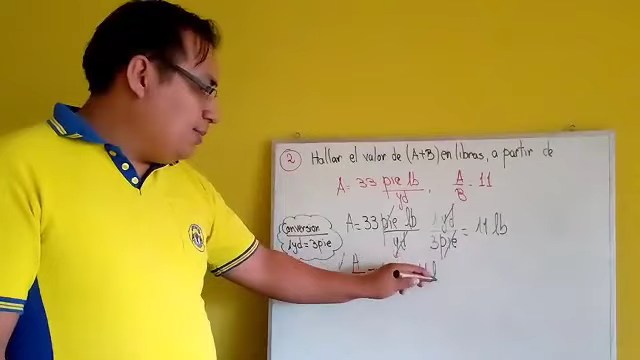 2 Hallar el valor de (A+B) en libras, a partir de
A= 33 pie lb / yd , A/B = 11
Conversion
1yd = 3pie
A= 33 pie lb / yd 1yd / 3pie = 11 lb
A